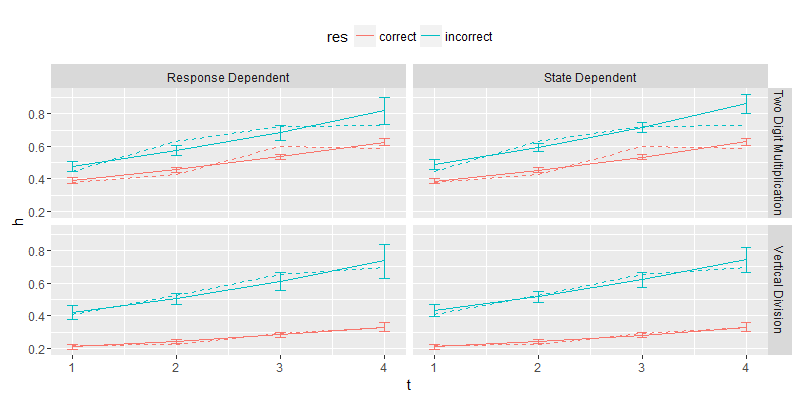 res correct incorrect
Response Dependent State Dependent
0.8
0.6
0.4
0.2
Two Digit Multiplication
h
0.8
0.6
0.4
0.2
Vertical Division
1 2 3 4 1 2 3 4
t